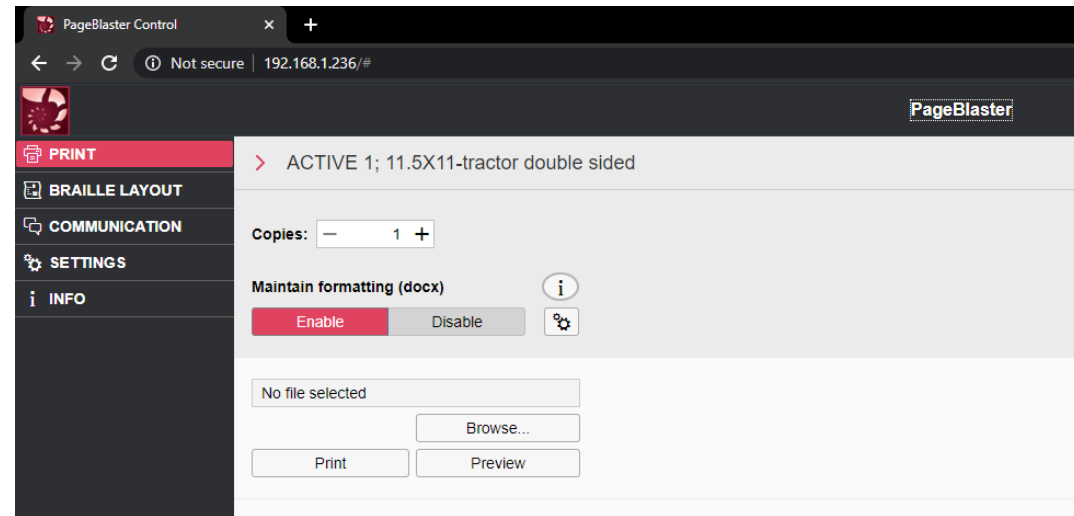 PageBlaster Control
Not secure | 192.168.1.236/#
PageBlaster
PRINT
BRAILLE LAYOUT
COMMUNICATION
SETTINGS
i INFO
ACTIVE 1; 11.5X11-tractor double sided
Copies: — 1 +
Maintain formatting (docx) i
Enable Disable
No file selected
Browse...
Print Preview